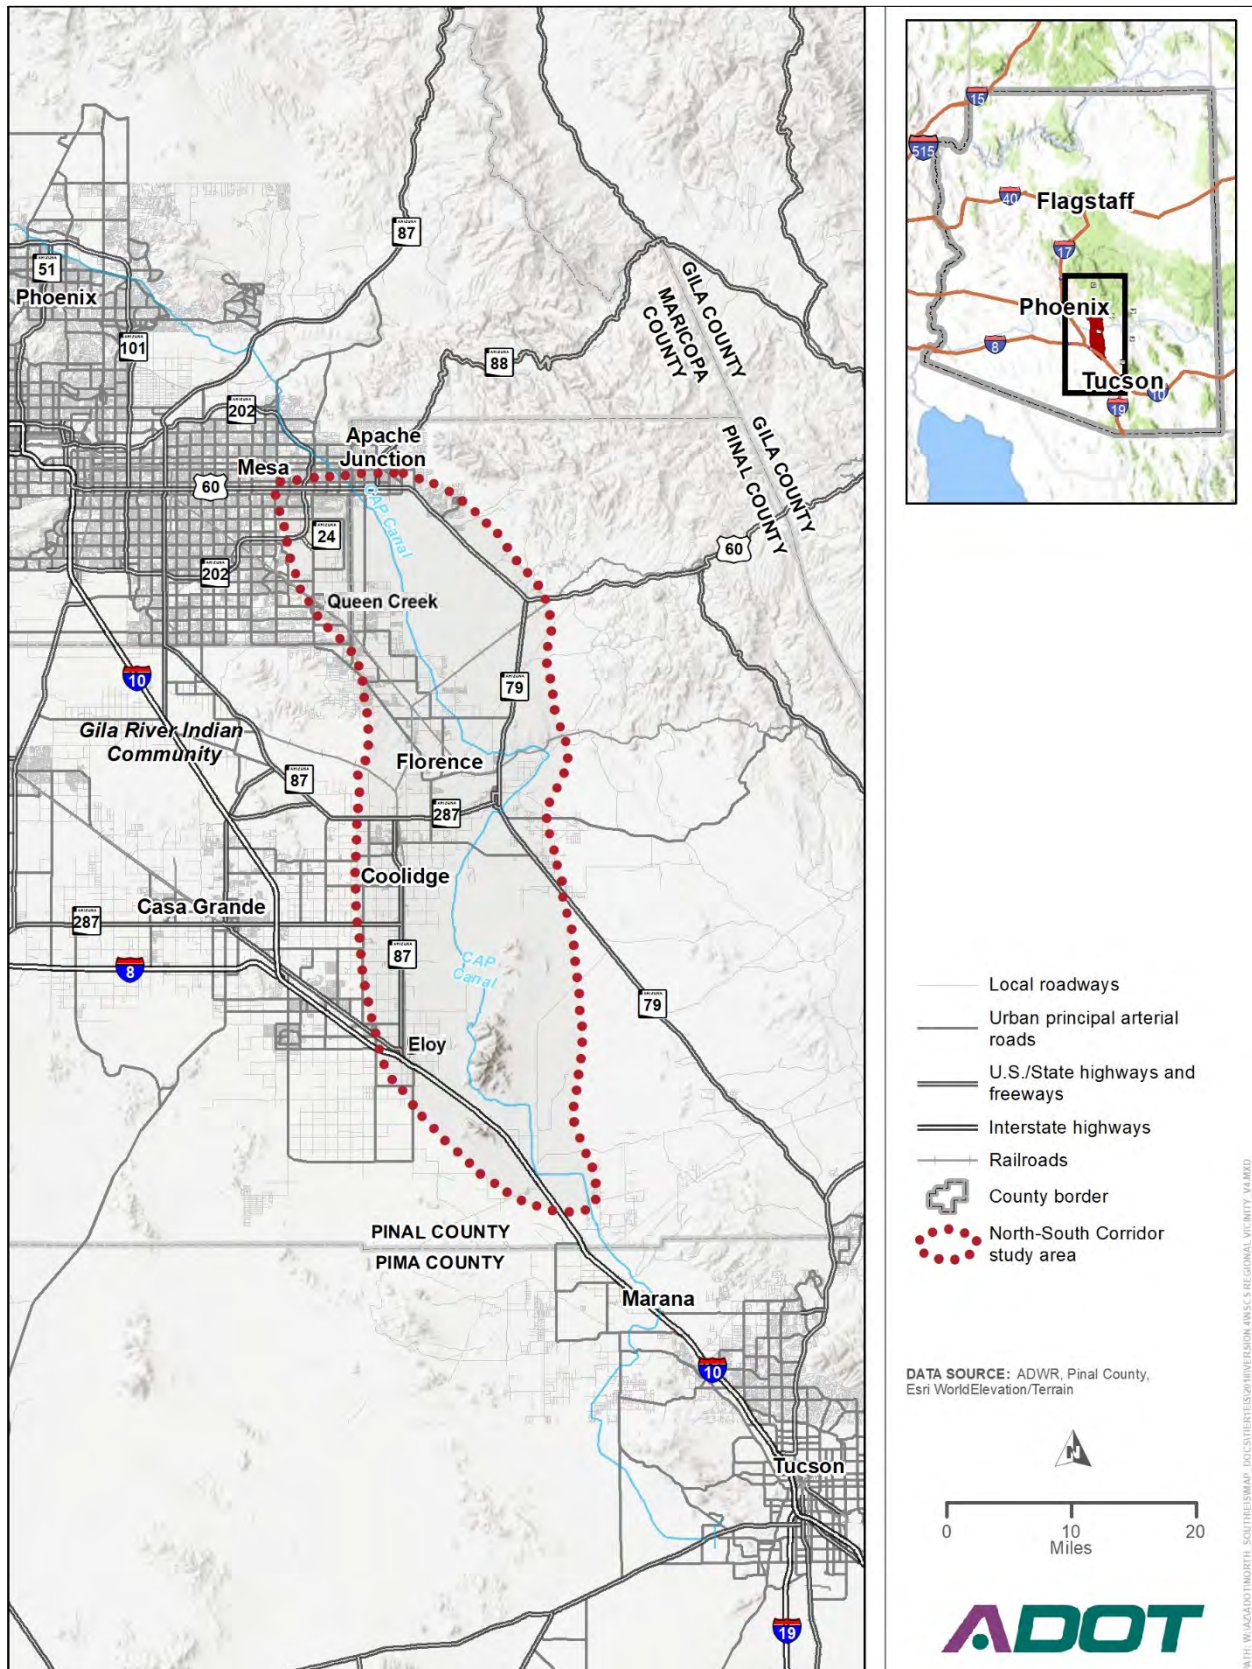 87
51
Phoenix
101
88
GILA COUNTY
MARICOPA
COUNTY
202
GILA COUNTY
PINAL COUNTY
Apache
Junction
Mesa
60
CAP Canal
24
202
60
Queen Creek
10
79
Gila River Indian
Community
Florence
87
287
Coolidge
Casa Grande
287
87
CAP
Canal
8
79
Eloy
PINAL COUNTY
PIMA COUNTY
Marana
10
Tucson
19
15
515
40
Flagstaff
17
Phoenix
8
Tucson
10
19
Local roadways
Urban principal arterial
roads
U.S./State highways and
freeways
Interstate highways
Railroads
County border
North-South Corridor
study area
DATA SOURCE: ADWR, Pinal County,
Esri WorldElevation/Terrain
N
0 10 20
Miles
ADOT